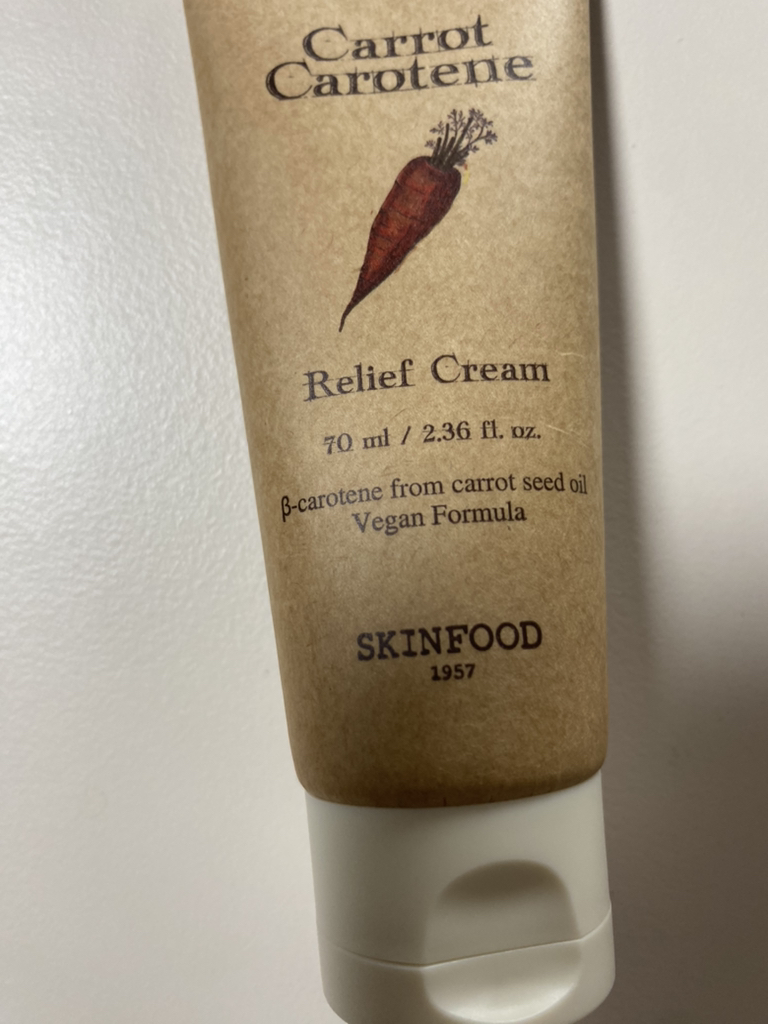 Carrot
Carotene
Relief Cream
70 ml / 2.36 fl. oz.
β-carotene from carrot seed oil
Vegan Formula
SKINFOOD
1957